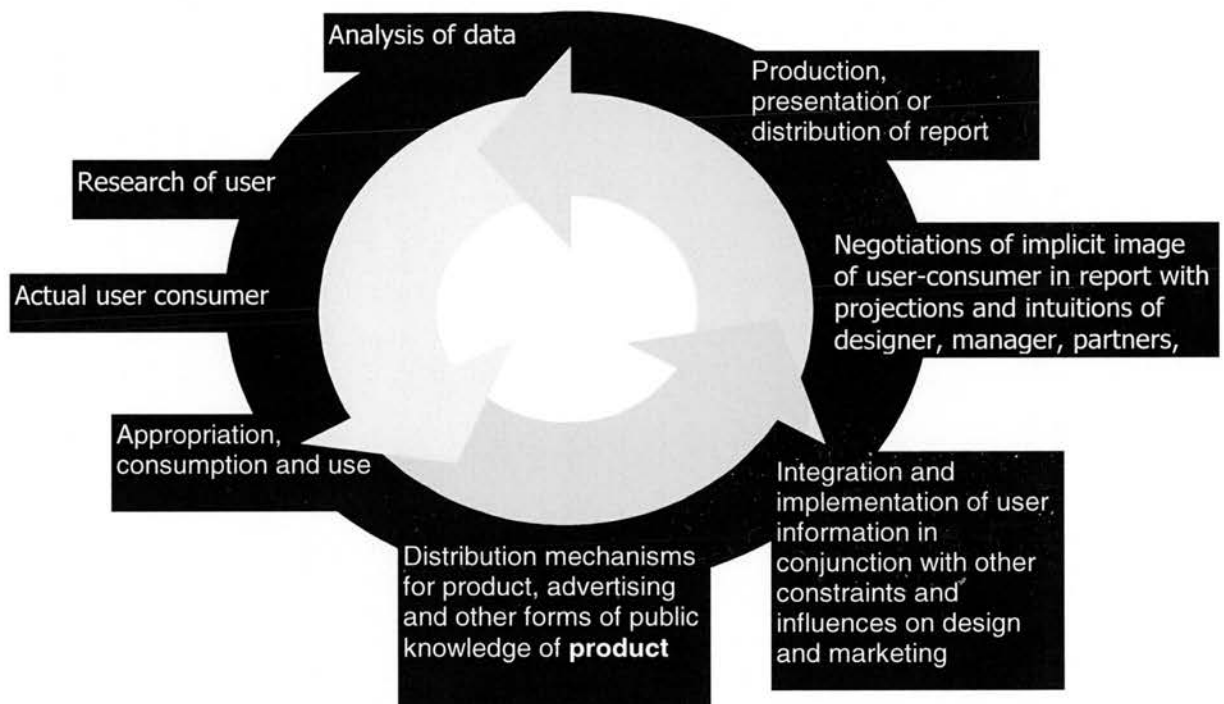 Analysis of data
Production,
presentation or
distribution of report
Research of user
Negotiations of implicit image
of user-consumer in report with
projections and intuitions of
designer, manager, partners,
Actual user consumer
Appropriation,
consumption and use
Integration and
implementation of user
information in
conjunction with other
constraints and
influences on design
and marketing
Distribution mechanisms
for product, advertising
and other forms of public
knowledge of product